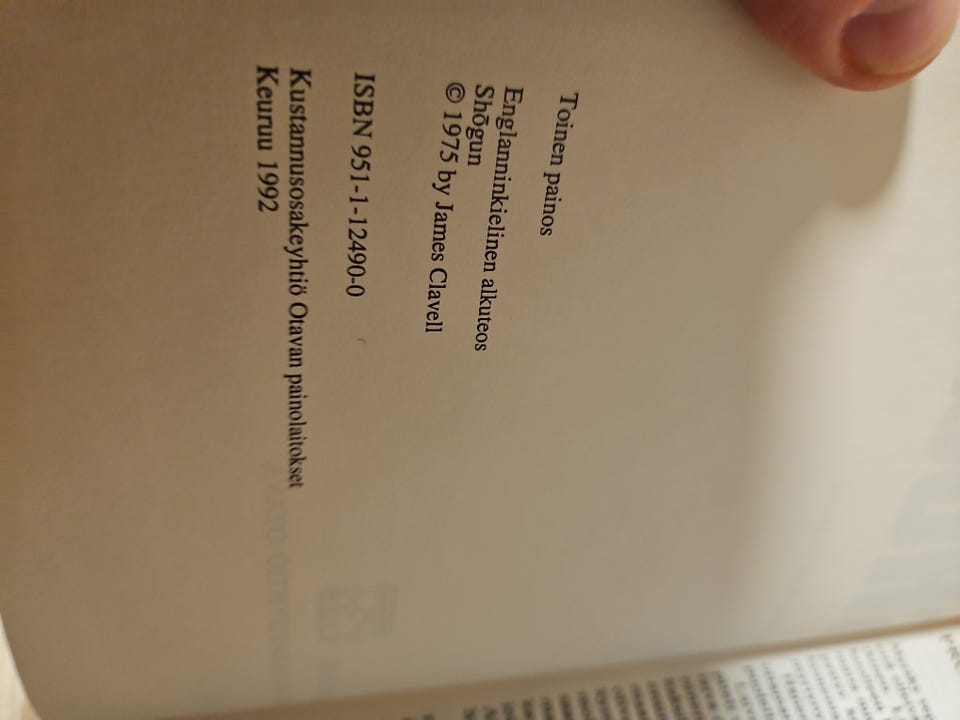 Toinen painos
Englanninkielinen alkuteos
Shōgun
© 1975 by James Clavell
ISBN 951-1-12490-0
Kustannusosakeyhtiö Otavan painolaitokset
Keuruu 1992